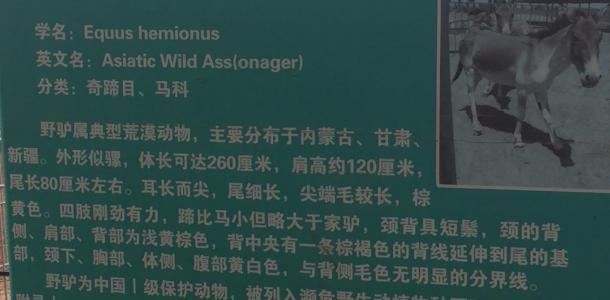 学名：Equus hemionus
英文名：Asiatic Wild Ass(onager)
分类：奇蹄目、马科
野驴属典型荒漠动物，主要分布于内蒙古、甘肃、
新疆。外形似骡，体长可达260厘米，肩高约120厘米，
尾长80厘米左右。耳长而尖，尾细长，尖端毛较长，棕
黄色。四肢刚劲有力，蹄比马小但略大于家驴，颈背具短鬃，颈的背
侧、肩部、背部为浅黄棕色，背中央有一条棕褐色的背线延伸到尾的基
部，颈下、胸部、体侧、腹部黄白色，与背侧毛色无明显的分界线。
野驴为中国Ⅰ级保护动物，被列入濒危野生动植物